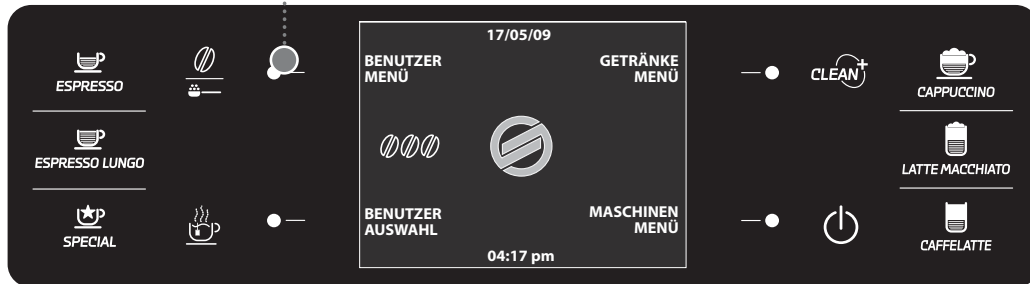 ESPRESSO
ESPRESSO LUNGO
SPECIAL
17/05/09
BENUTZER
MENÜ
GETRÄNKE
MENÜ
BENUTZER
AUSWAHL
MASCHINEN
MENÜ
04:17 pm
CLEAN+
CAPPUCCINO
LATTE MACCHIATO
CAFFELATTE